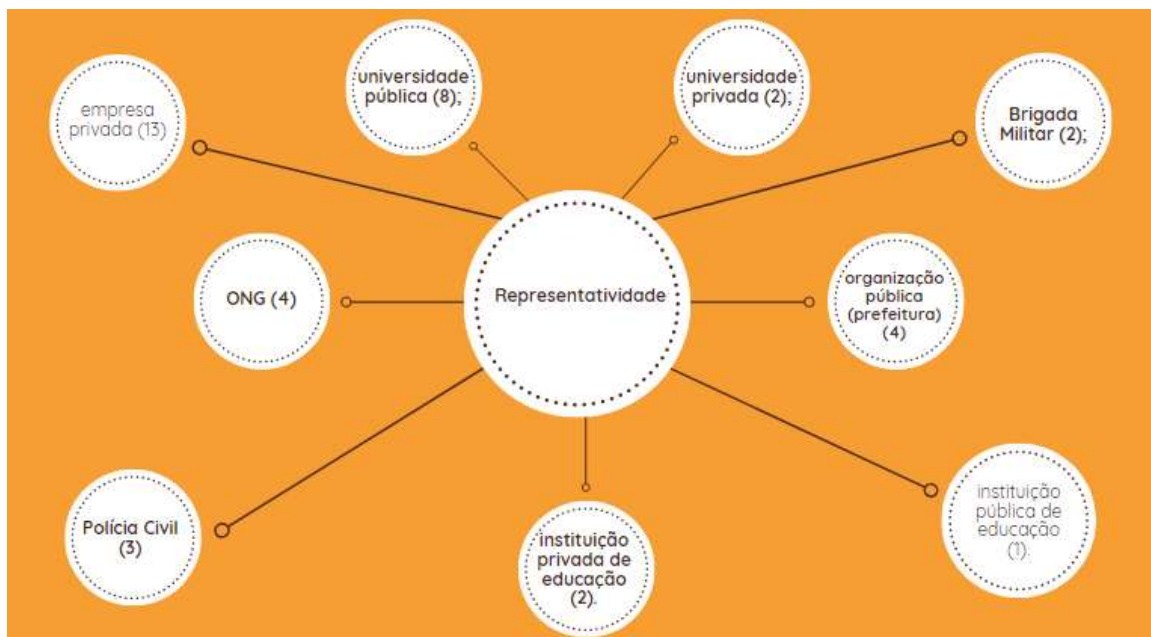 universidade
pública (8);
universidade
privada (2);
empresa
privada (13)
Brigada
Militar (2);
ONG (4)
Representatividade
organização
pública
(prefeitura)
(4)
Polícia Civil
(3)
instituição
privada de
educação
(2).
instituição
pública de
educação
(1).